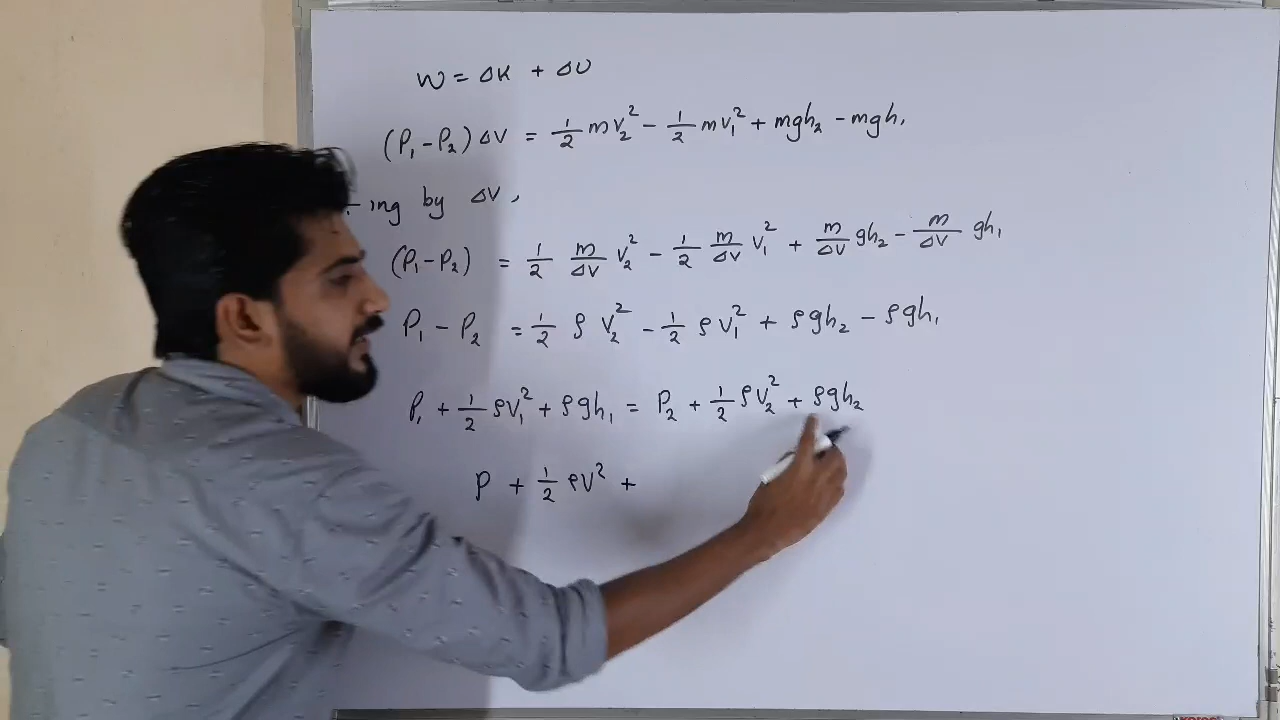 W = ΔK + ΔU
(P₁ - P₂) ΔV = 1/2 mv₂² - 1/2 mv₁² + mgh₂ - mgh₁
by ΔV,
(P₁ - P₂) = 1/2 m/ΔV v₂² - 1/2 m/ΔV v₁² + m/ΔV gh₂ - m/ΔV gh₁
P₁ - P₂ = 1/2 ρ v₂² - 1/2 ρ v₁² + ρgh₂ - ρgh₁
P₁ + 1/2 ρv₁² + ρgh₁ = P₂ + 1/2 ρv₂² + ρgh₂
P + 1/2 ρv² +